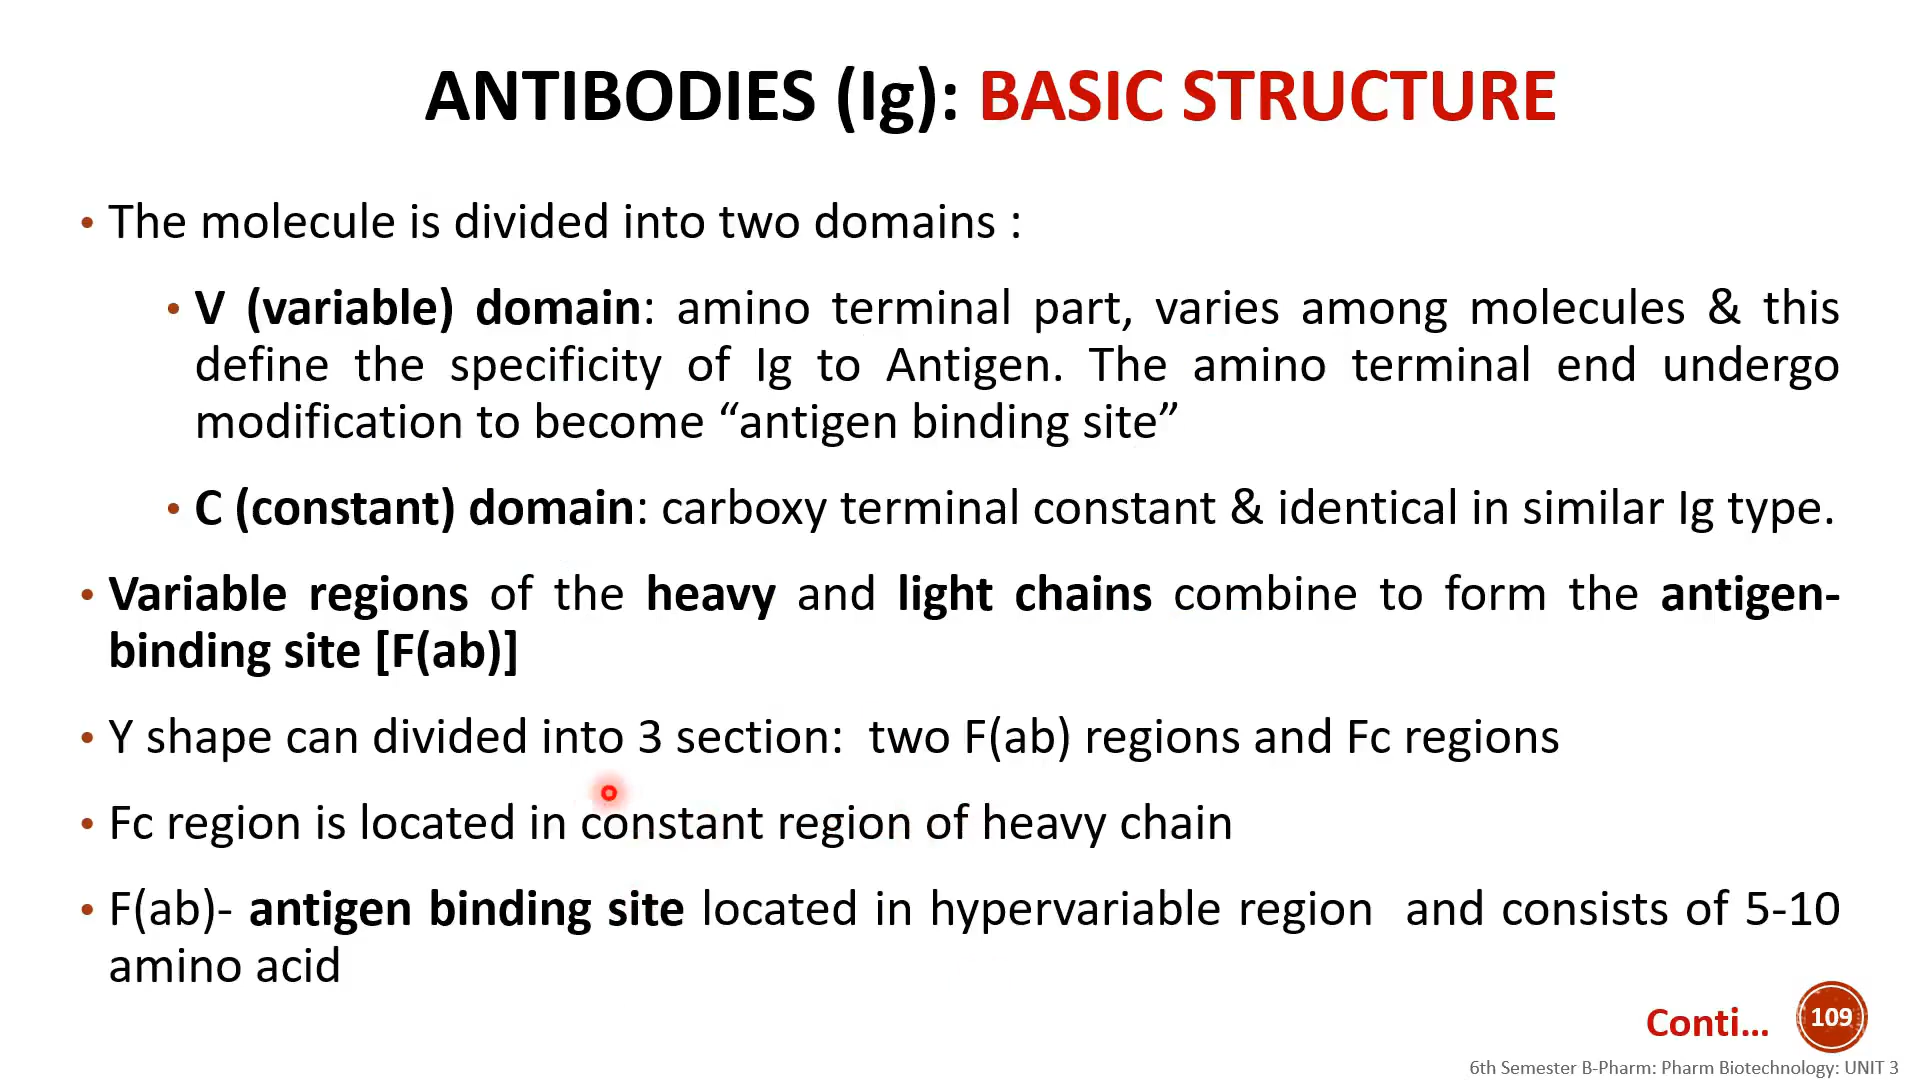 ANTIBODIES (Ig): BASIC STRUCTURE
• The molecule is divided into two domains :
• V (variable) domain: amino terminal part, varies among molecules & this
define the specificity of Ig to Antigen. The amino terminal end undergo
modification to become “antigen binding site”
• C (constant) domain: carboxy terminal constant & identical in similar Ig type.
• Variable regions of the heavy and light chains combine to form the antigen-
binding site [F(ab)]
• Y shape can divided into 3 section: two F(ab) regions and Fc regions
• Fc region is located in constant region of heavy chain
• F(ab)- antigen binding site located in hypervariable region and consists of 5-10
amino acid
Conti... 109
6th Semester B-Pharm: Pharm Biotechnology: UNIT 3